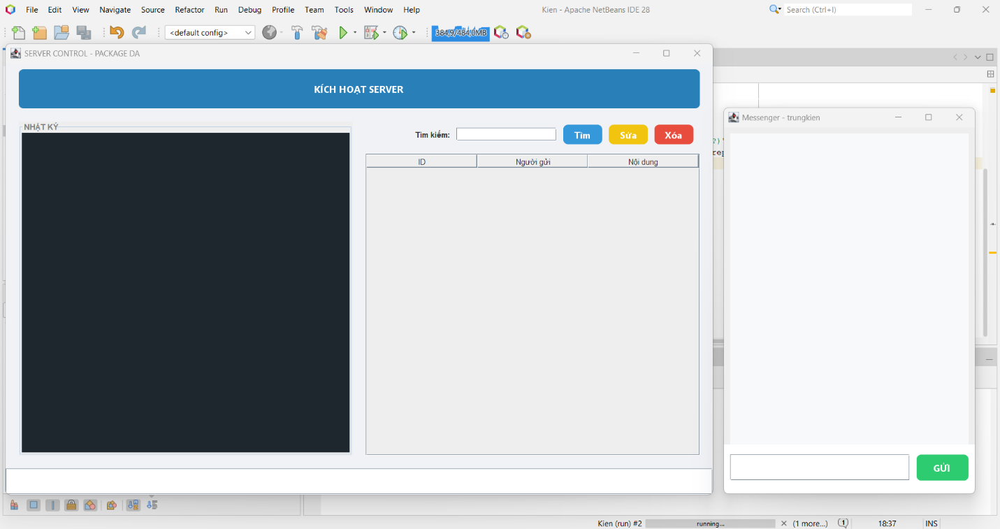 File Edit View Navigate Source Refactor Run Debug Profile Team Tools Window Help
Kien - Apache NetBeans IDE 28
Search (Ctrl+I)
<default config>
384,9/484,0MB
SERVER CONTROL - PACKAGE DA
KÍCH HOẠT SERVER
NHẬT KÝ
Tìm kiếm:
Tìm
Sửa
Xóa
ID
Người gửi
Nội dung
Messenger - trungkien
GỬI
Kien (run) #2
running...
(1 more...)
1
18:37
INS